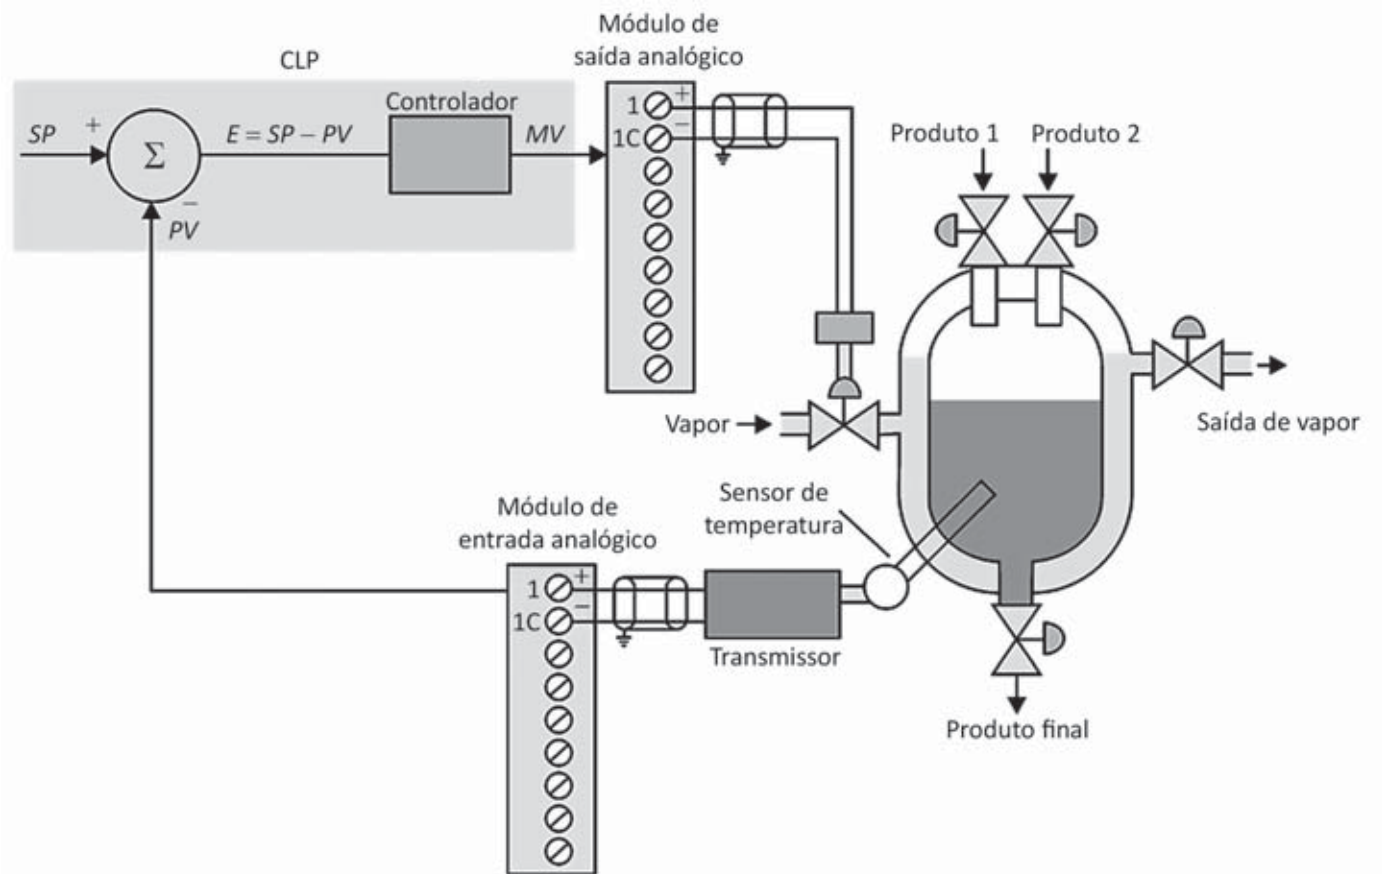 Módulo de
saída analógico
CLP
Controlador
SP
+
Σ
E = SP – PV
MV
–
PV
1
+
1C
–
Produto 1
Produto 2
Vapor
Saída de vapor
Sensor de
temperatura
Módulo de
entrada analógico
1
+
1C
–
Transmissor
Produto final